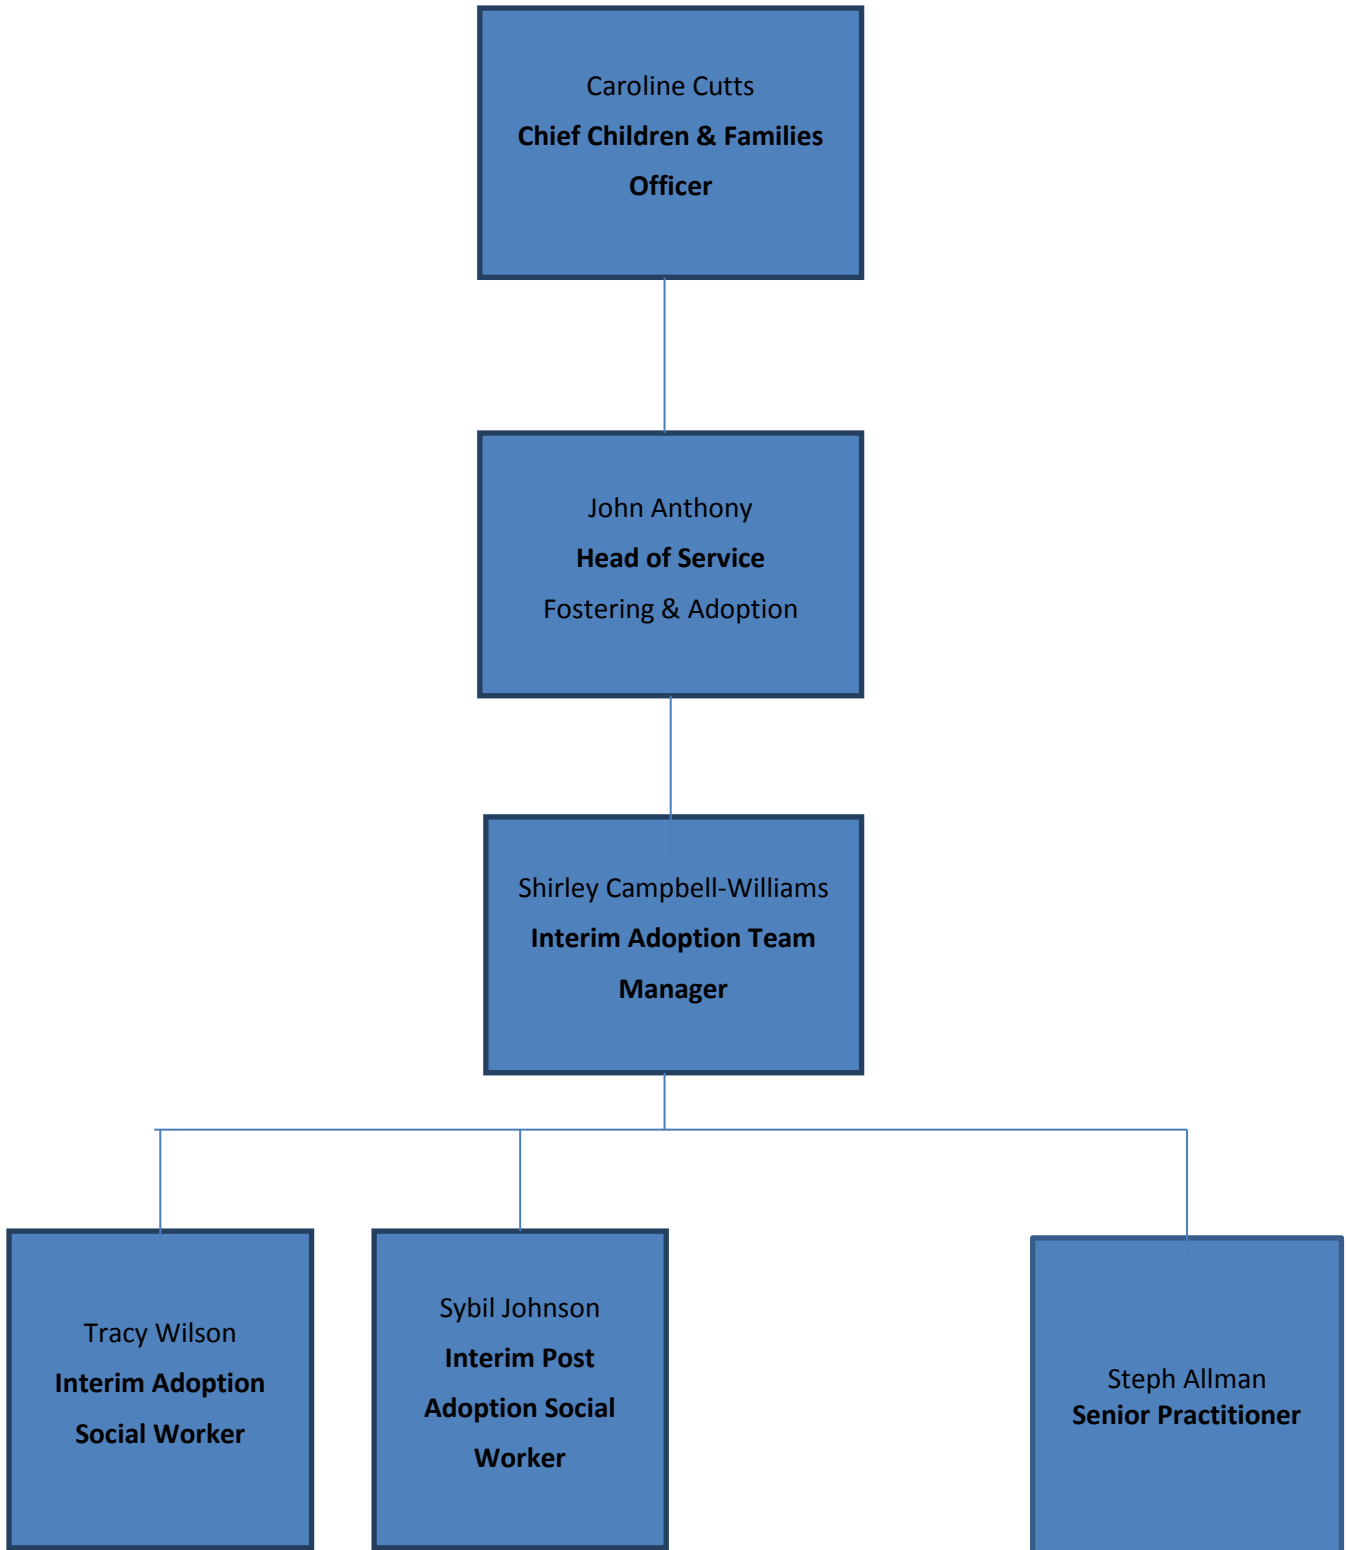 Caroline Cutts
Chief Children & Families
Officer
John Anthony
Head of Service
Fostering & Adoption
Shirley Campbell-Williams
Interim Adoption Team
Manager
Tracy Wilson
Interim Adoption
Social Worker
Sybil Johnson
Interim Post
Adoption Social
Worker
Steph Allman
Senior Practitioner